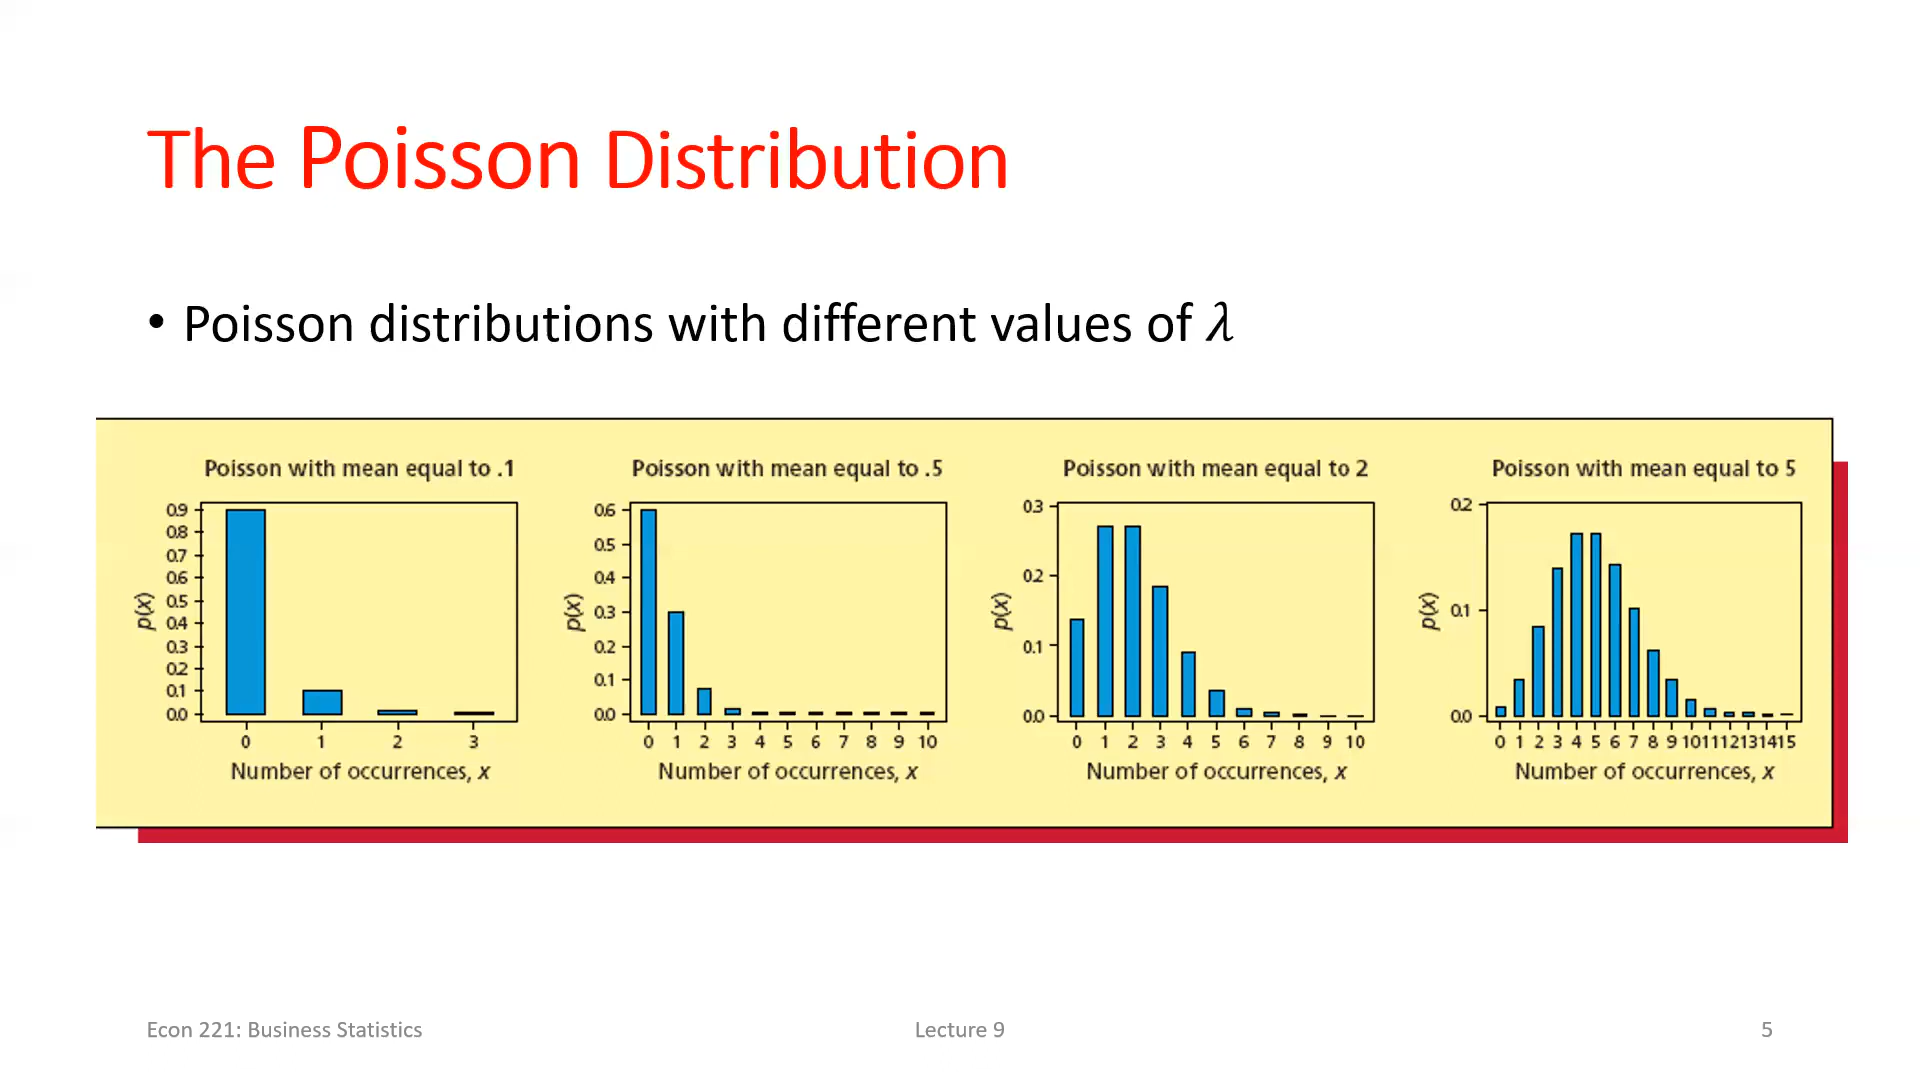 The Poisson Distribution
• Poisson distributions with different values of λ
Poisson with mean equal to .1
0.9
0.8
0.7
0.6
0.5
0.4
0.3
0.2
0.1
0.0
p(x)
0 1 2 3
Number of occurrences, x
Poisson with mean equal to .5
0.6
0.5
0.4
0.3
0.2
0.1
0.0
p(x)
0 1 2 3 4 5 6 7 8 9 10
Number of occurrences, x
Poisson with mean equal to 2
0.3
0.2
0.1
0.0
p(x)
0 1 2 3 4 5 6 7 8 9 10
Number of occurrences, x
Poisson with mean equal to 5
0.2
0.1
0.0
p(x)
0 1 2 3 4 5 6 7 8 9 101112131415
Number of occurrences, x
Econ 221: Business Statistics
Lecture 9
5